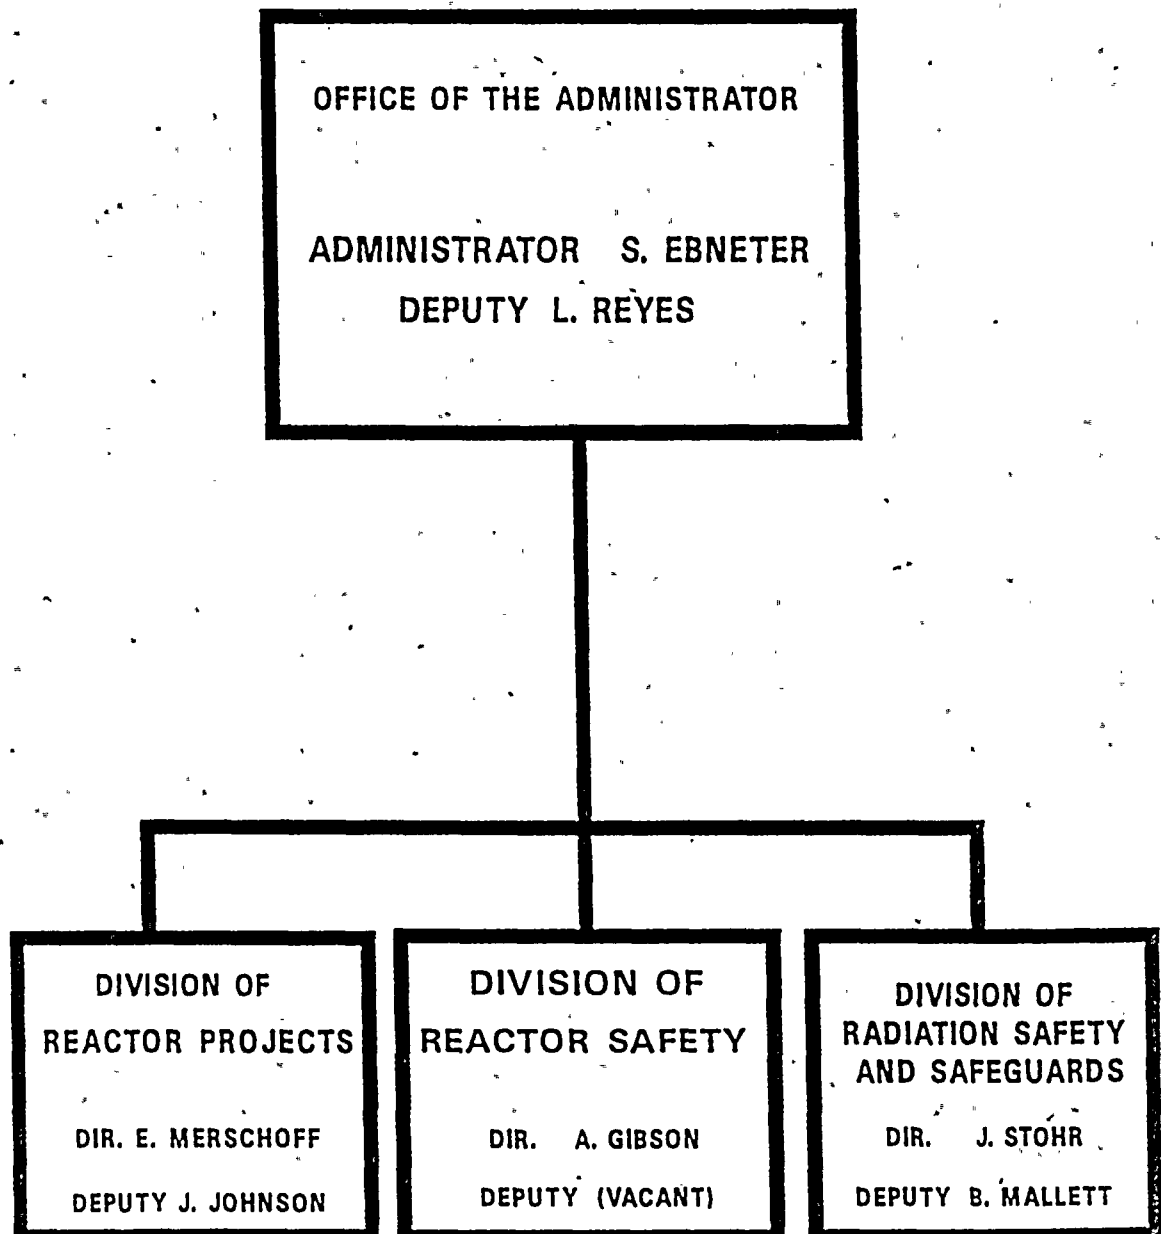 OFFICE OF THE ADMINISTRATOR
ADMINISTRATOR S. EBNETER
DEPUTY L. REYES
DIVISION OF
REACTOR PROJECTS
DIR. E. MERSCHOFF
DEPUTY J. JOHNSON
DIVISION OF
REACTOR SAFETY
DIR. A. GIBSON
DEPUTY (VACANT)
DIVISION OF
RADIATION SAFETY
AND SAFEGUARDS
DIR. J. STOHR
DEPUTY B. MALLETT